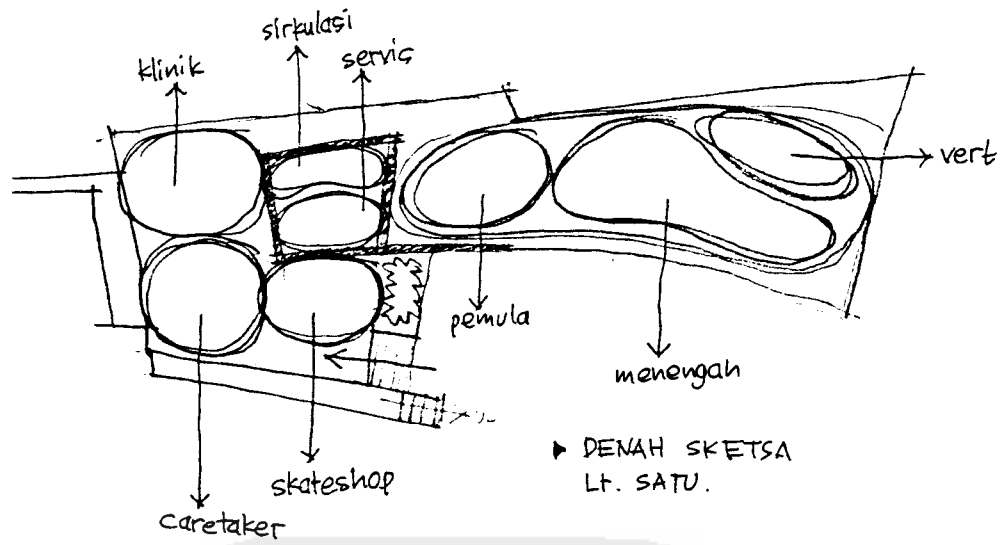 sirkulasi
klinik
servis
vert
pemula
menengah
skateshop
caretaker
DENAH SKETSA
Lt. SATU.